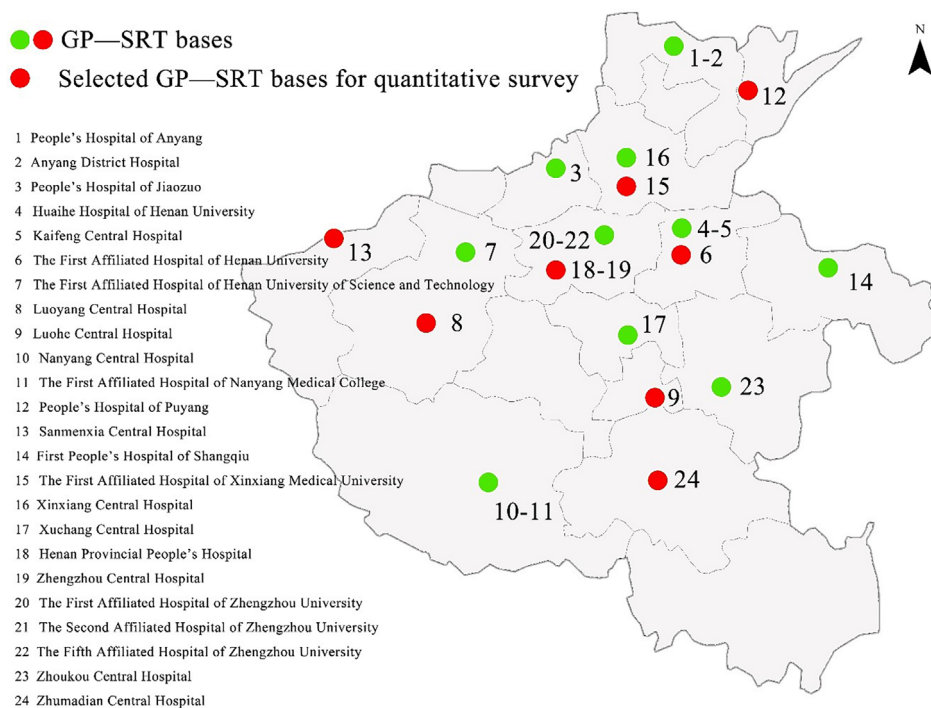 GP—SRT bases
Selected GP—SRT bases for quantitative survey
1 People's Hospital of Anyang
2 Anyang District Hospital
3 People's Hospital of Jiaozuo
4 Huaihe Hospital of Henan University
5 Kaifeng Central Hospital
6 The First Affiliated Hospital of Henan University
7 The First Affiliated Hospital of Henan University of Science and Technology
8 Luoyang Central Hospital
9 Luohe Central Hospital
10 Nanyang Central Hospital
11 The First Affiliated Hospital of Nanyang Medical College
12 People's Hospital of Puyang
13 Sanmenxia Central Hospital
14 First People's Hospital of Shangqiu
15 The First Affiliated Hospital of Xinxiang Medical University
16 Xinxiang Central Hospital
17 Xuchang Central Hospital
18 Henan Provincial People's Hospital
19 Zhengzhou Central Hospital
20 The First Affiliated Hospital of Zhengzhou University
21 The Second Affiliated Hospital of Zhengzhou University
22 The Fifth Affiliated Hospital of Zhengzhou University
23 Zhoukou Central Hospital
24 Zhumadian Central Hospital
N
1-2
12
16
3
15
4-5
20-22
13
7
6
18-19
14
8
17
23
9
24
10-11